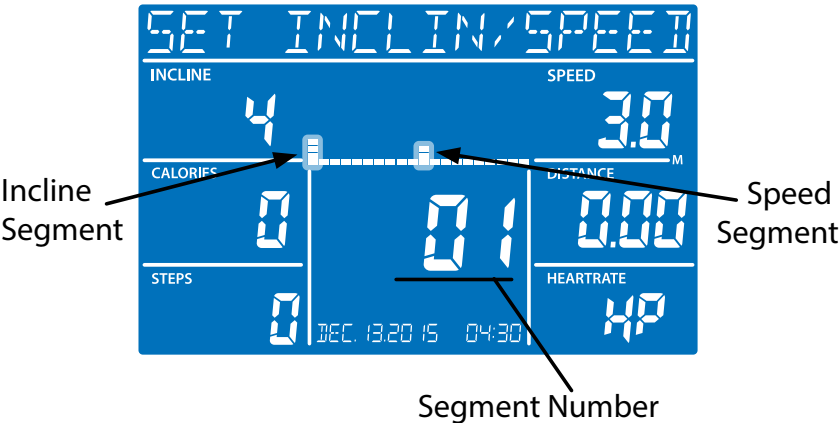 SET INCLIN/SPEED
INCLINE
SPEED
4
3.0
M
CALORIES
DISTANCE
Incline
Segment
Speed
Segment
0
01
0.00
STEPS
HEARTRATE
0
HP
DEC. 13.2015 04:30
Segment Number